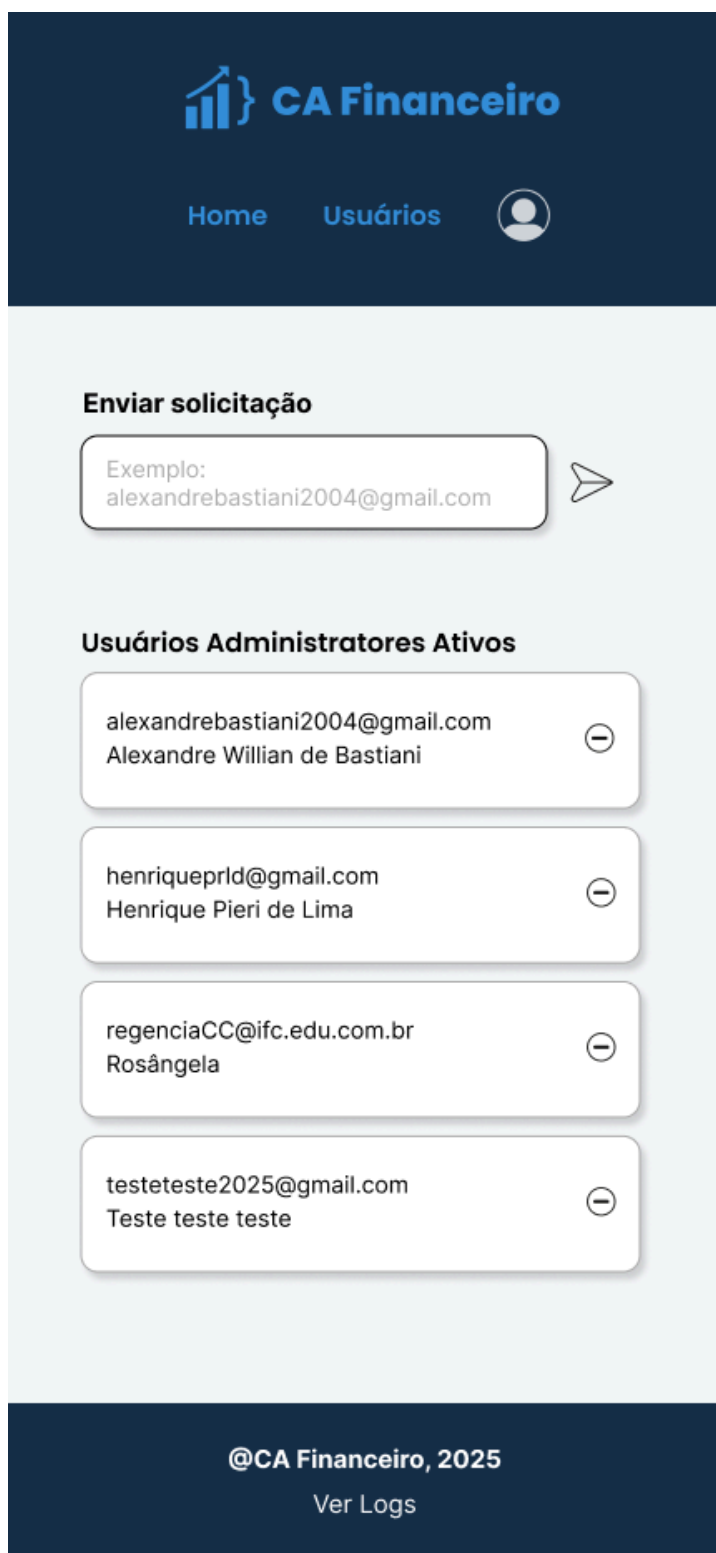 CA Financeiro
Home Usuários
Enviar solicitação
Exemplo:
alexandrebastiani2004@gmail.com
Usuários Administratores Ativos
alexandrebastiani2004@gmail.com
Alexandre Willian de Bastiani
henriqueprld@gmail.com
Henrique Pieri de Lima
regenciaCC@ifc.edu.com.br
Rosângela
testeteste2025@gmail.com
Teste teste teste
@CA Financeiro, 2025
Ver Logs